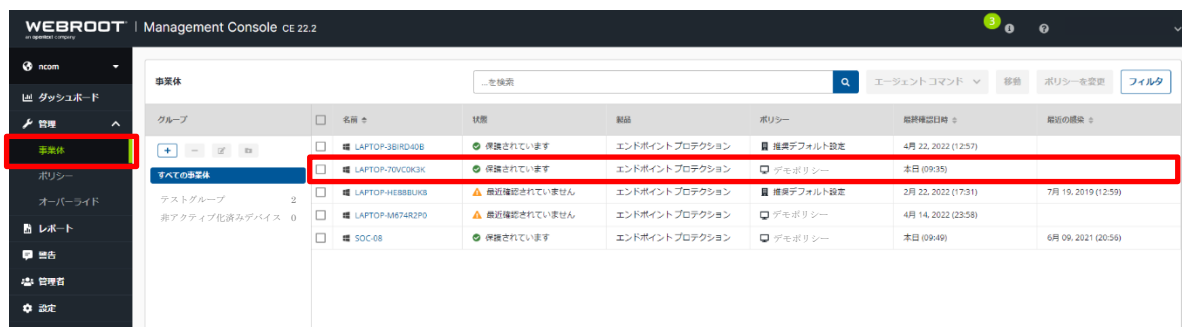 WEBROOT | Management Console CE 22.2 3
an opentext company
ncom
ダッシュボード
管理
事業体
ポリシー
オーバーライド
レポート
警告
管理者
設定
事業体 ...を検索 エージェントコマンド 移動 ポリシーを変更 フィルタ
グループ
すべての事業体
テストグループ 2
非アクティブ化済みデバイス 0
名前 状態 製品 ポリシー 最終確認日時 最近の感染
LAPTOP-3BIRD40B 保護されています エンドポイント プロテクション 推奨デフォルト設定 4月 22, 2022 (12:57)
LAPTOP-70VC0K3K 保護されています エンドポイント プロテクション デモポリシー 本日 (09:35)
LAPTOP-HE8BBUK8 最近確認されていません エンドポイント プロテクション 推奨デフォルト設定 2月 22, 2022 (17:31) 7月 19, 2019 (12:59)
LAPTOP-M674R2P0 最近確認されていません エンドポイント プロテクション デモポリシー 4月 14, 2022 (23:58)
SOC-08 保護されています エンドポイント プロテクション デモポリシー 本日 (09:49) 6月 09, 2021 (20:56)